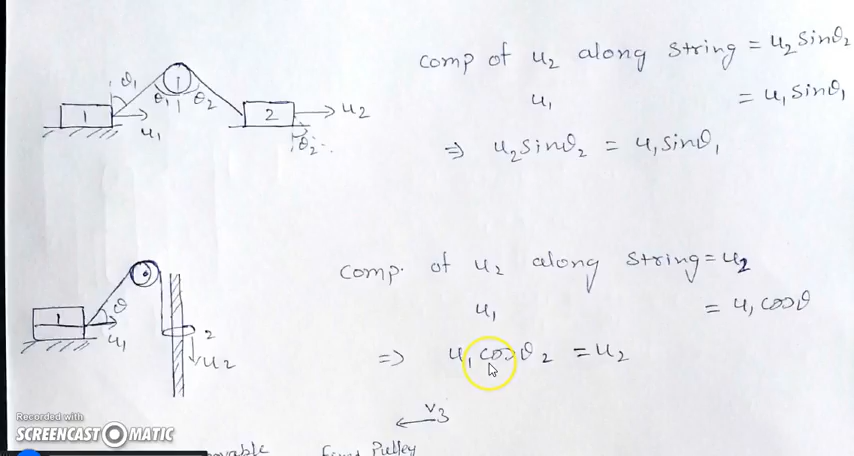 comp of u₂ along string = u₂ sinθ₂
u₁ = u₁ sinθ₁
⇒ u₂ sinθ₂ = u₁ sinθ₁
θ₁
θ₁ θ₂
1 2 u₂
u₁ θ₂
comp. of u₂ along string = u₂
u₁ = u₁ cosθ
⇒ u₁ cosθ₂ = u₂
1 θ
u₁ 2
u₂
V₃
Recorded with
SCREENCAST MATIC
Pulley